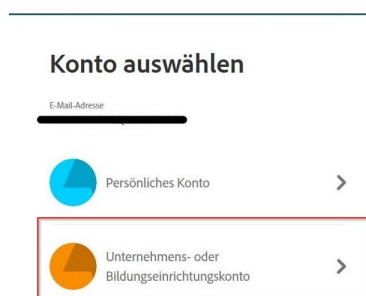 Konto auswählen
E-Mail-Adresse
Persönliches Konto
Unternehmens- oder
Bildungseinrichtungskonto